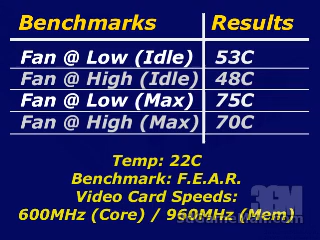 Benchmarks Results
Fan @ Low (Idle) 53C
Fan @ High (Idle) 48C
Fan @ Low (Max) 75C
Fan @ High (Max) 70C
Temp: 22C
Benchmark: F.E.A.R.
Video Card Speeds:
600MHz (Core) / 960MHz (Mem)